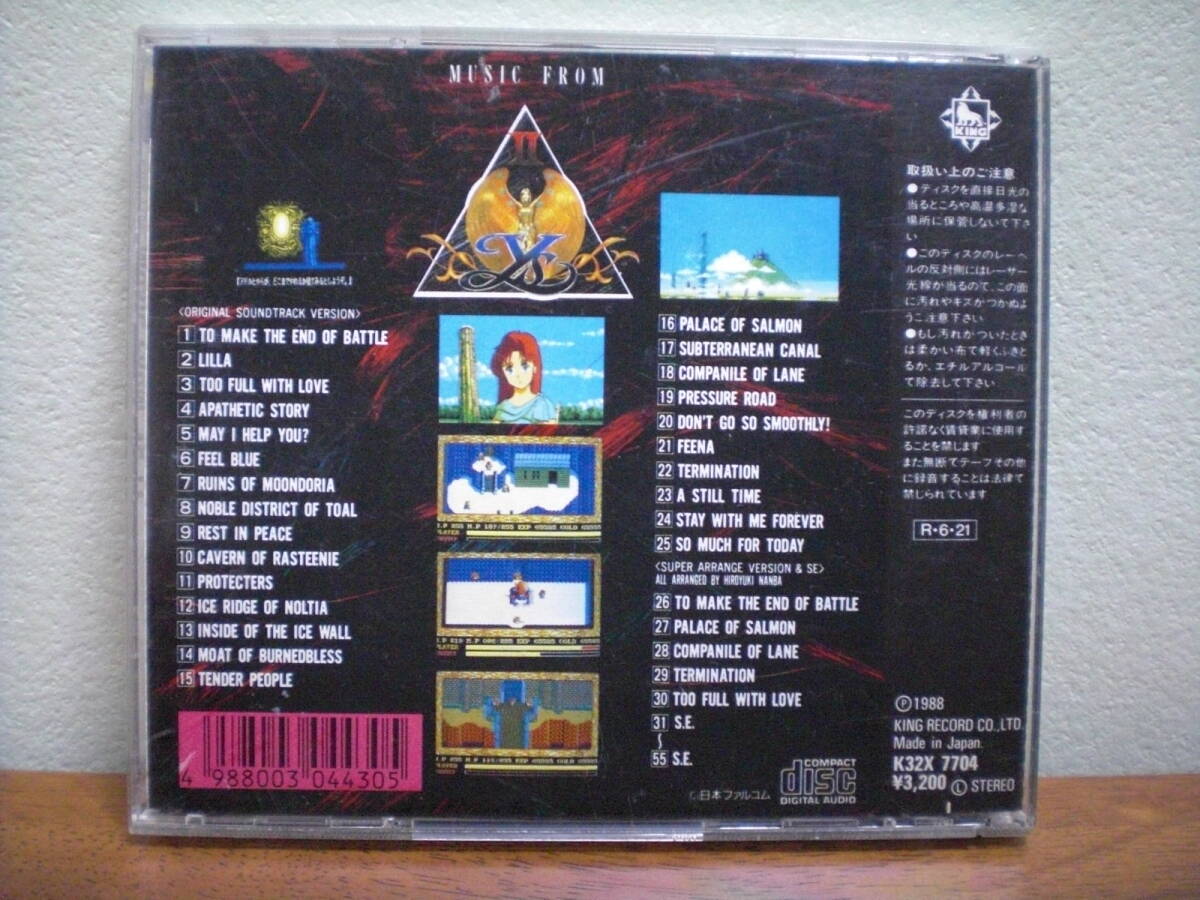 MUSIC FROM
II
Ys
〈ORIGINAL SOUNDTRACK VERSION〉
1 TO MAKE THE END OF BATTLE
2 LILLA
3 TOO FULL WITH LOVE
4 APATHETIC STORY
5 MAY I HELP YOU?
6 FEEL BLUE
7 RUINS OF MOONDORIA
8 NOBLE DISTRICT OF TOAL
9 REST IN PEACE
10 CAVERN OF RASTEENIE
11 PROTECTERS
12 ICE RIDGE OF NOLTIA
13 INSIDE OF THE ICE WALL
14 MOAT OF BURNEDBLESS
15 TENDER PEOPLE
4 988003 044305
16 PALACE OF SALMON
17 SUBTERRANEAN CANAL
18 COMPANILE OF LANE
19 PRESSURE ROAD
20 DON'T GO SO SMOOTHLY!
21 FEENA
22 TERMINATION
23 A STILL TIME
24 STAY WITH ME FOREVER
25 SO MUCH FOR TODAY
〈SUPER ARRANGE VERSION & SE〉
ALL ARRANGED BY HIROYUKI NANBA
26 TO MAKE THE END OF BATTLE
27 PALACE OF SALMON
28 COMPANILE OF LANE
29 TERMINATION
30 TOO FULL WITH LOVE
31 S.E.
〜
55 S.E.
日本ファルコム
COMPACT
disc
DIGITAL AUDIO
KING
取扱い上のご注意
●ディスクを直接日光の
当るところや高温多湿な
場所に保管しないで下さ
い
●このディスクのレーベ
ルの反対側にはレーザー
光線が当るので、この面
に汚れやキズがつかぬよ
うご注意下さい
●もし汚れがついたとき
は柔かい布で軽くふきと
るか、エチルアルコール
で除去して下さい
このディスクを権利者の
許諾なく賃貸業に使用す
ることを禁じます
また無断でテープその他
に録音することは法律で
禁じられています
R・6・21
Ⓟ1988
KING RECORD CO., LTD.
Made in Japan.
K32X 7704
¥3,200 Ⓛ STEREO